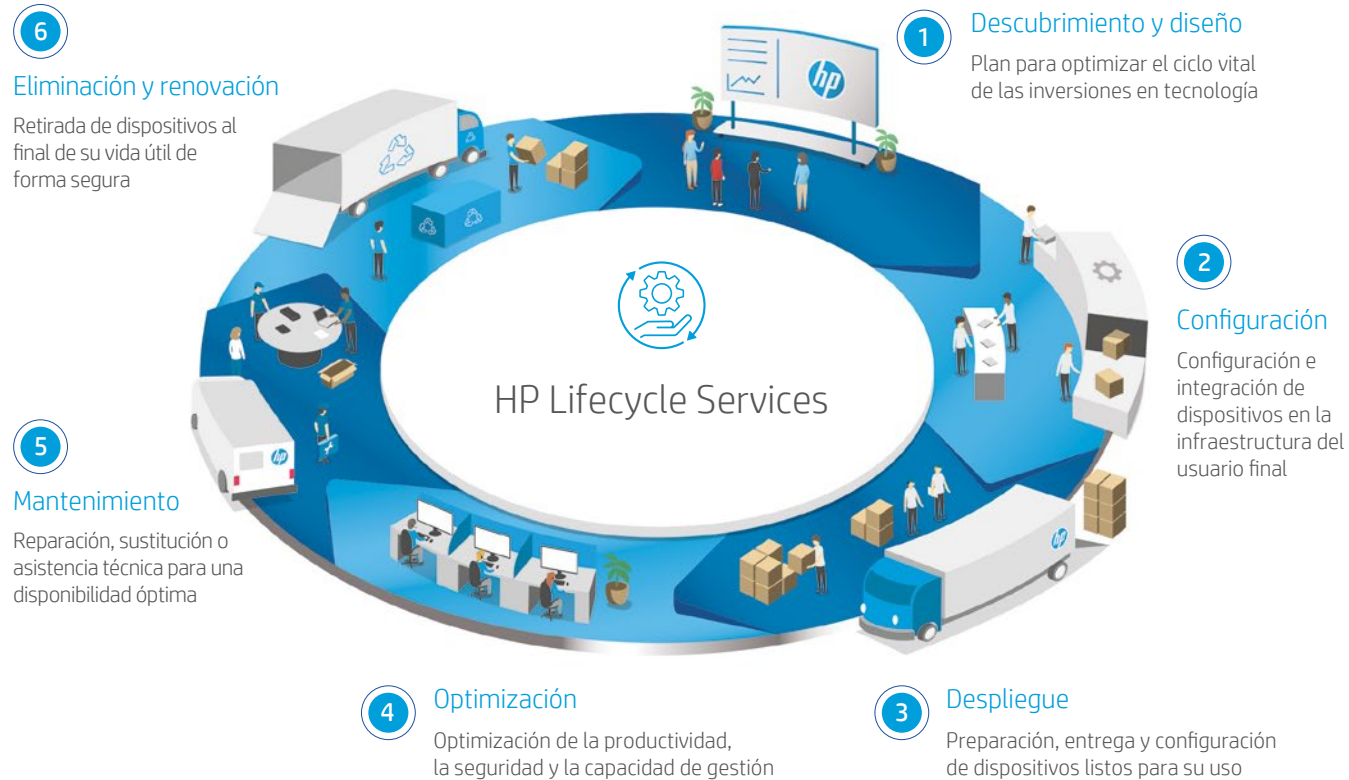 1
Descubrimiento y diseño
Plan para optimizar el ciclo vital
de las inversiones en tecnología
2
Configuración
Configuración e
integración de
dispositivos en la
infraestructura del
usuario final
3
Despliegue
Preparación, entrega y configuración
de dispositivos listos para su uso
4
Optimización
Optimización de la productividad,
la seguridad y la capacidad de gestión
5
Mantenimiento
Reparación, sustitución o
asistencia técnica para una
disponibilidad óptima
6
Eliminación y renovación
Retirada de dispositivos al
final de su vida útil de
forma segura
HP Lifecycle Services
hp
hp
hp